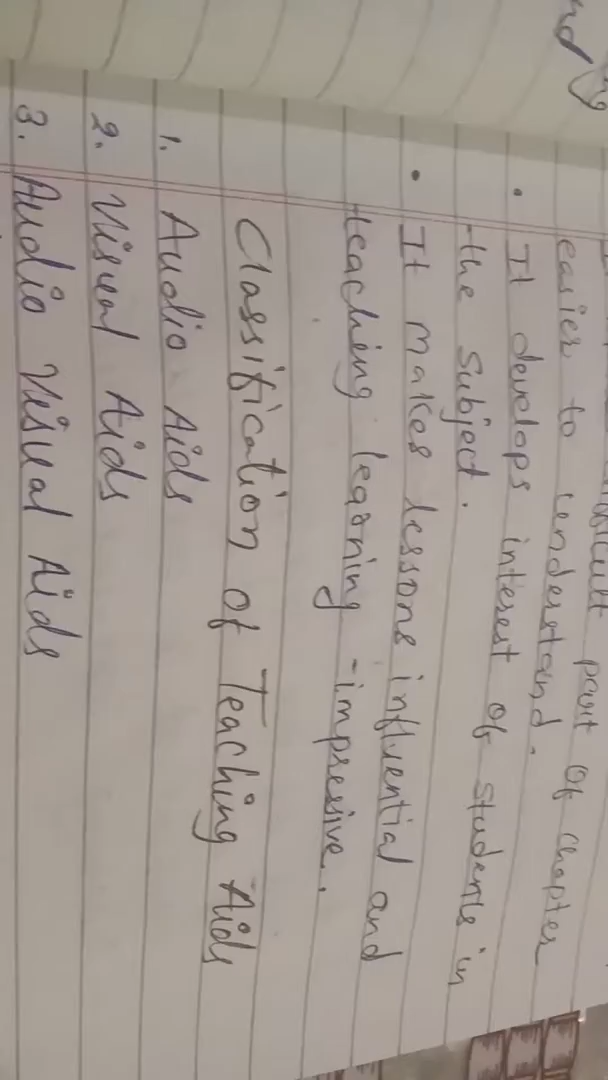 difficult part of chapter
easier to understand.
• It develops interest of students in
the subject.
• It makes lessons influential and
teaching learning impressive.
Classification of Teaching Aids
1. Audio Aids
2. Visual Aids
3. Audio Visual Aids